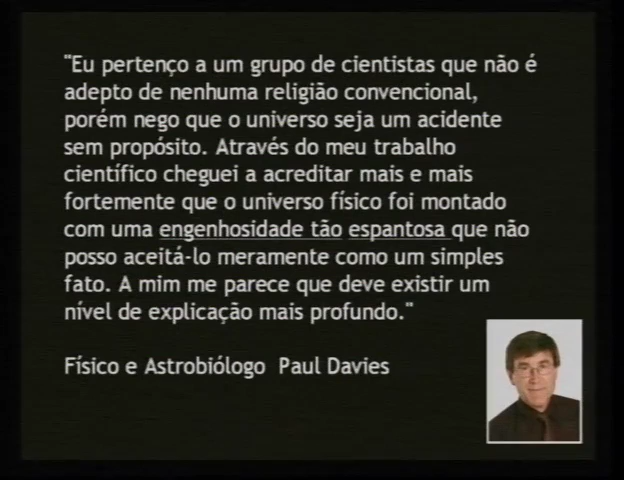 "Eu pertenço a um grupo de cientistas que não é
adepto de nenhuma religião convencional,
porém nego que o universo seja um acidente
sem propósito. Através do meu trabalho
científico cheguei a acreditar mais e mais
fortemente que o universo físico foi montado
com uma engenhosidade tão espantosa que não
posso aceitá-lo meramente como um simples
fato. A mim me parece que deve existir um
nível de explicação mais profundo."
Físico e Astrobiólogo Paul Davies